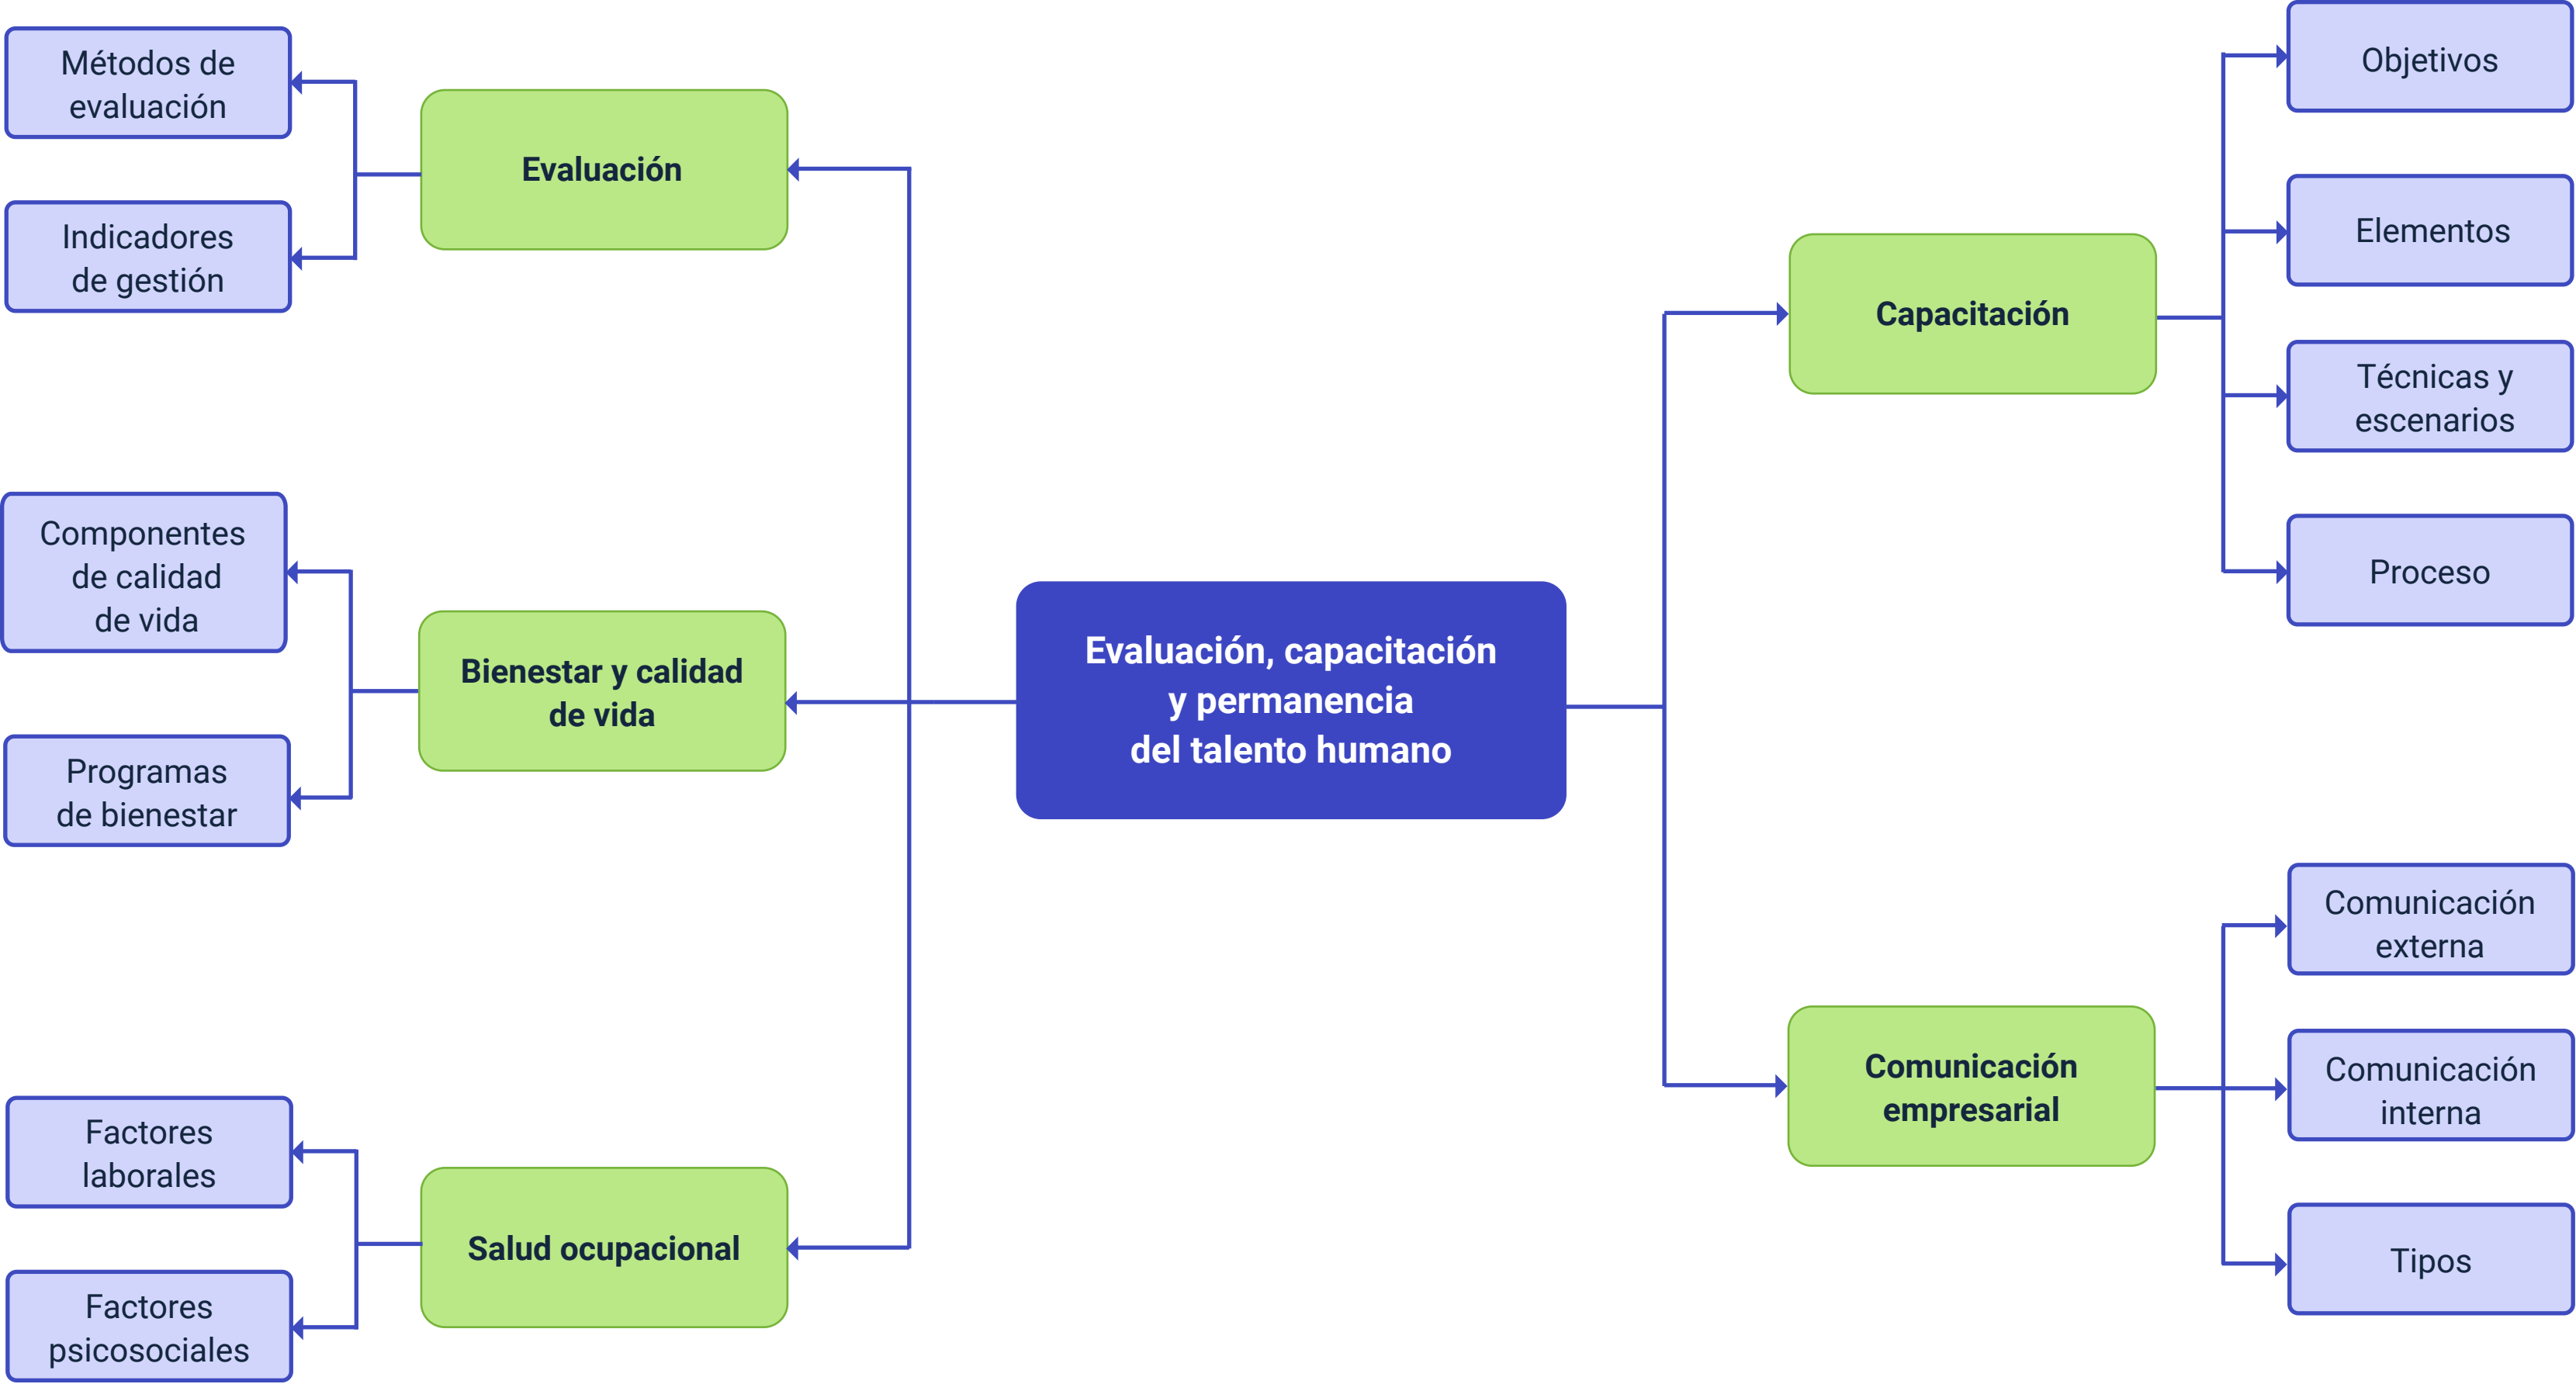 Métodos de
evaluación
Indicadores
de gestión
Evaluación
Componentes
de calidad
de vida
Programas
de bienestar
Bienestar y calidad
de vida
Factores
laborales
Factores
psicosociales
Salud ocupacional
Evaluación, capacitación
y permanencia
del talento humano
Capacitación
Objetivos
Elementos
Técnicas y
escenarios
Proceso
Comunicación
empresarial
Comunicación
externa
Comunicación
interna
Tipos